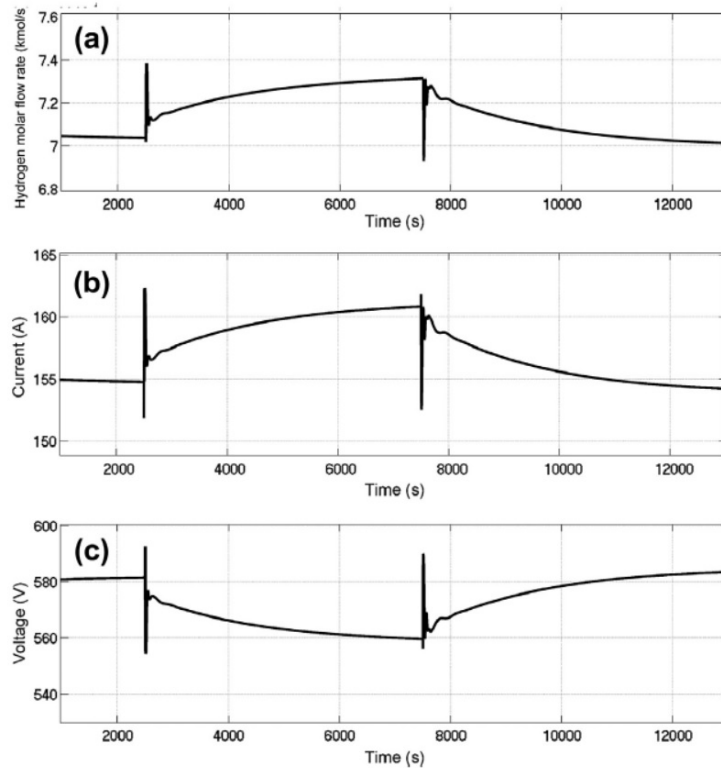 (a)
Hydrogen molar flow rate (kmol/s)
7.6
7.4
7.2
7
6.8
2000 4000 6000 8000 10000 12000
Time (s)
(b)
Current (A)
165
160
155
150
2000 4000 6000 8000 10000 12000
Time (s)
(c)
Voltage (V)
600
580
560
540
2000 4000 6000 8000 10000 12000
Time (s)